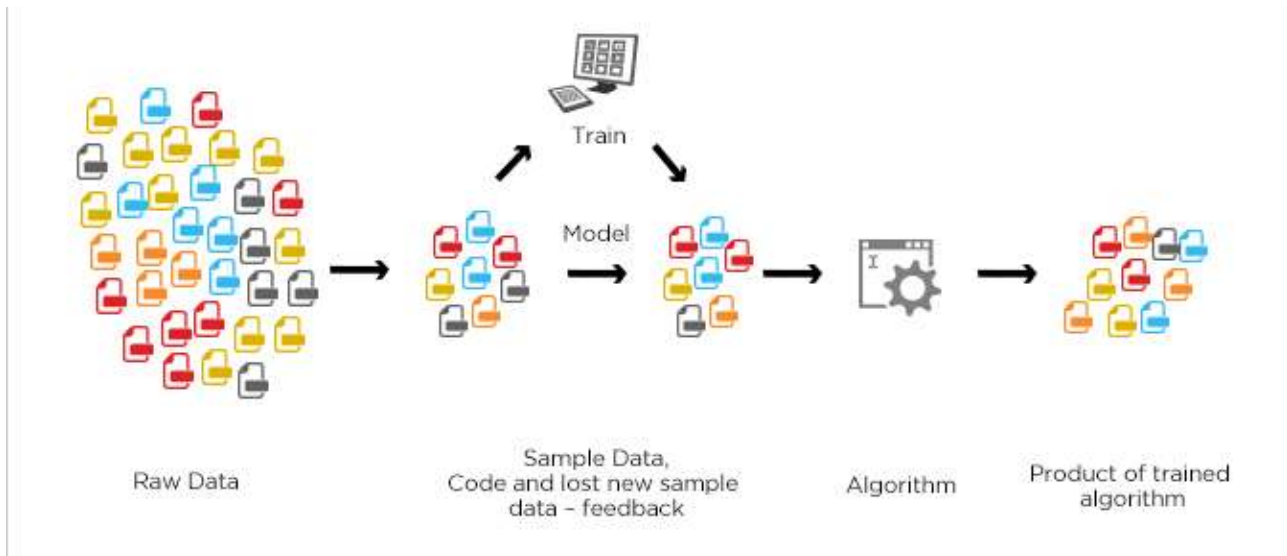 Train
Model
Raw Data
Sample Data,
Code and lost new sample
data – feedback
Algorithm
Product of trained
algorithm